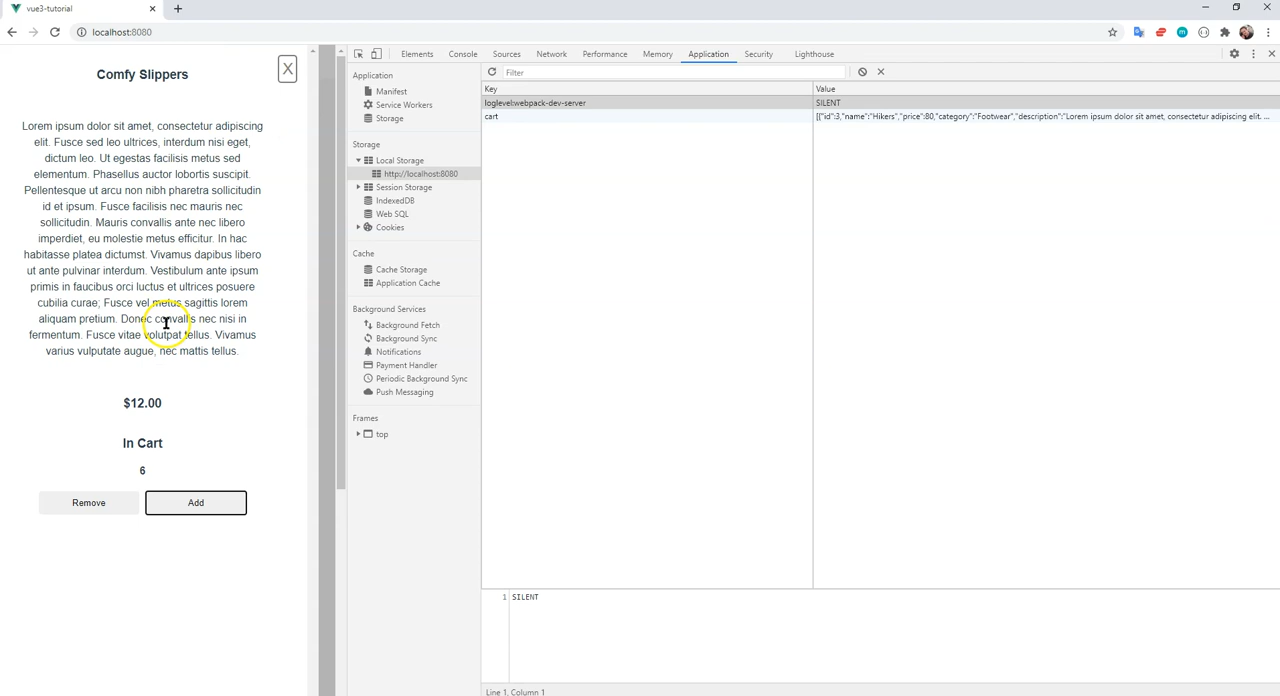 vue3-tutorial
localhost:8080
Comfy Slippers
X
Lorem ipsum dolor sit amet, consectetur adipiscing
elit. Fusce sed leo ultrices, interdum nisi eget,
dictum leo. Ut egestas facilisis metus sed
elementum. Phasellus auctor lobortis suscipit.
Pellentesque ut arcu non nibh pharetra sollicitudin
id et ipsum. Fusce facilisis nec mauris nec
sollicitudin. Mauris convallis ante nec libero
imperdiet, eu molestie metus efficitur. In hac
habitasse platea dictumst. Vivamus dapibus libero
ut ante pulvinar interdum. Vestibulum ante ipsum
primis in faucibus orci luctus et ultrices posuere
cubilia curae; Fusce vel metus sagittis lorem
aliquam pretium. Donec convallis nec nisi in
fermentum. Fusce vitae volutpat tellus. Vivamus
varius vulputate augue, nec mattis tellus.
$12.00
In Cart
6
Remove Add
Elements Console Sources Network Performance Memory Application Security Lighthouse
Application
Manifest
Service Workers
Storage
Storage
Local Storage
http://localhost:8080
Session Storage
IndexedDB
Web SQL
Cookies
Cache
Cache Storage
Application Cache
Background Services
Background Fetch
Background Sync
Notifications
Payment Handler
Periodic Background Sync
Push Messaging
Frames
top
Filter
Key Value
loglevel:webpack-dev-server SILENT
cart [{"id":3,"name":"Hikers","price":80,"category":"Footwear","description":"Lorem ipsum dolor sit amet, consectetur adipiscing elit. ...
1 SILENT
Line 1, Column 1